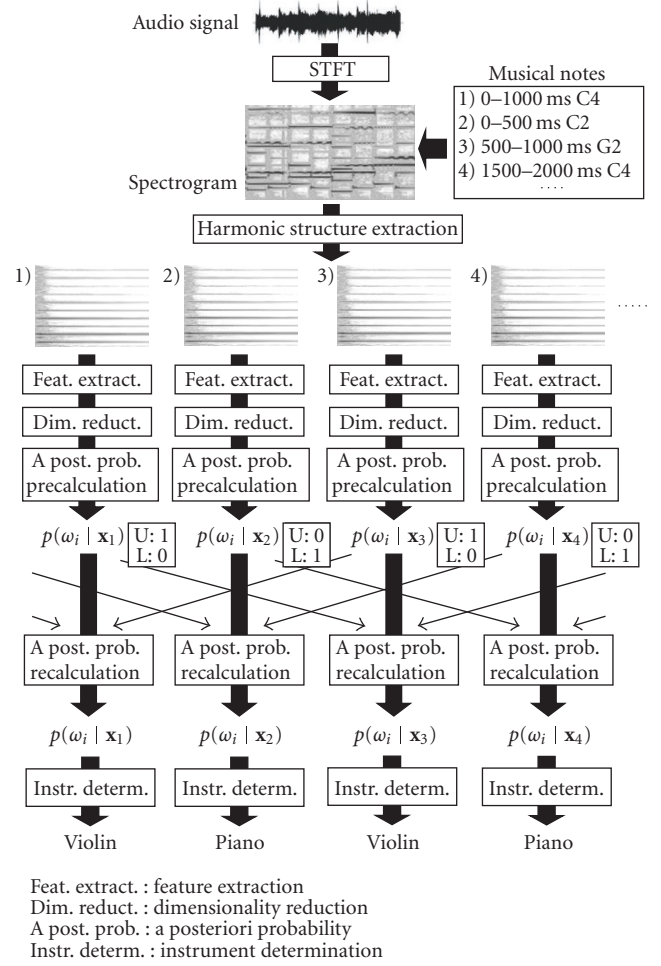 Audio signal
STFT
Musical notes
1) 0–1000 ms C4
2) 0–500 ms C2
3) 500–1000 ms G2
4) 1500–2000 ms C4
....
Spectrogram
Harmonic structure extraction
1) 2) 3) 4) .....
Feat. extract. Feat. extract. Feat. extract. Feat. extract.
Dim. reduct. Dim. reduct. Dim. reduct. Dim. reduct.
A post. prob. A post. prob. A post. prob. A post. prob.
precalculation precalculation precalculation precalculation
p(ωi | x1) U: 1 p(ωi | x2) U: 0 p(ωi | x3) U: 1 p(ωi | x4) U: 0
L: 0 L: 1 L: 0 L: 1
A post. prob. A post. prob. A post. prob. A post. prob.
recalculation recalculation recalculation recalculation
p(ωi | x1) p(ωi | x2) p(ωi | x3) p(ωi | x4)
Instr. determ. Instr. determ. Instr. determ. Instr. determ.
Violin Piano Violin Piano
Feat. extract. : feature extraction
Dim. reduct. : dimensionality reduction
A post. prob. : a posteriori probability
Instr. determ. : instrument determination